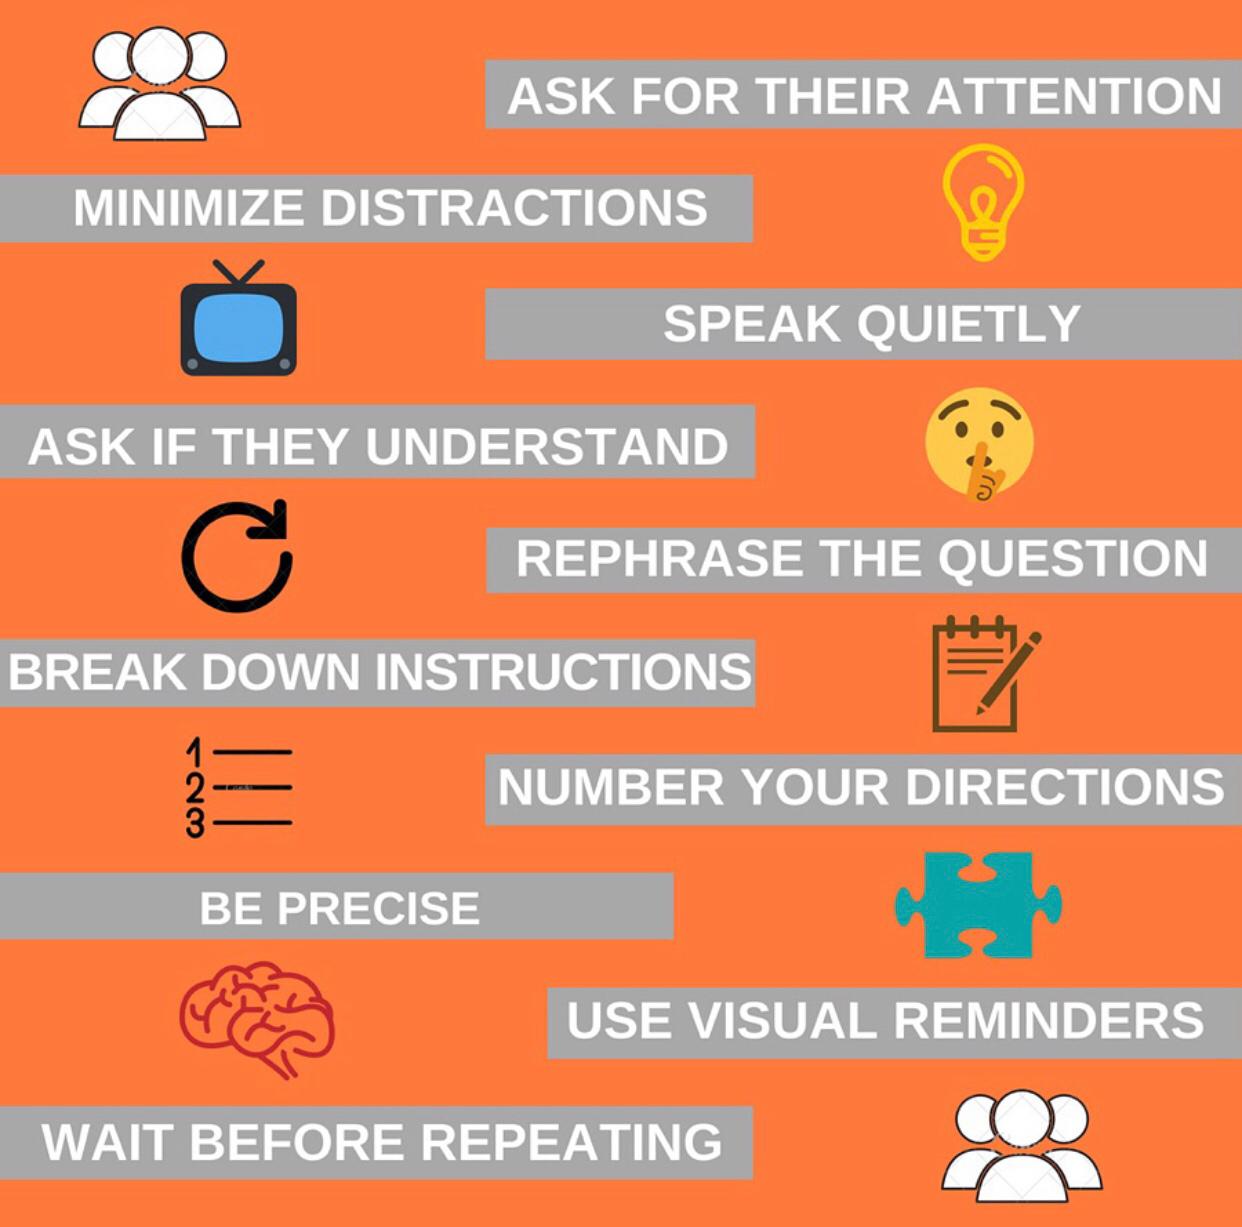 ASK FOR THEIR ATTENTION
MINIMIZE DISTRACTIONS
SPEAK QUIETLY
ASK IF THEY UNDERSTAND
REPHRASE THE QUESTION
BREAK DOWN INSTRUCTIONS
1
2
3
NUMBER YOUR DIRECTIONS
BE PRECISE
USE VISUAL REMINDERS
WAIT BEFORE REPEATING